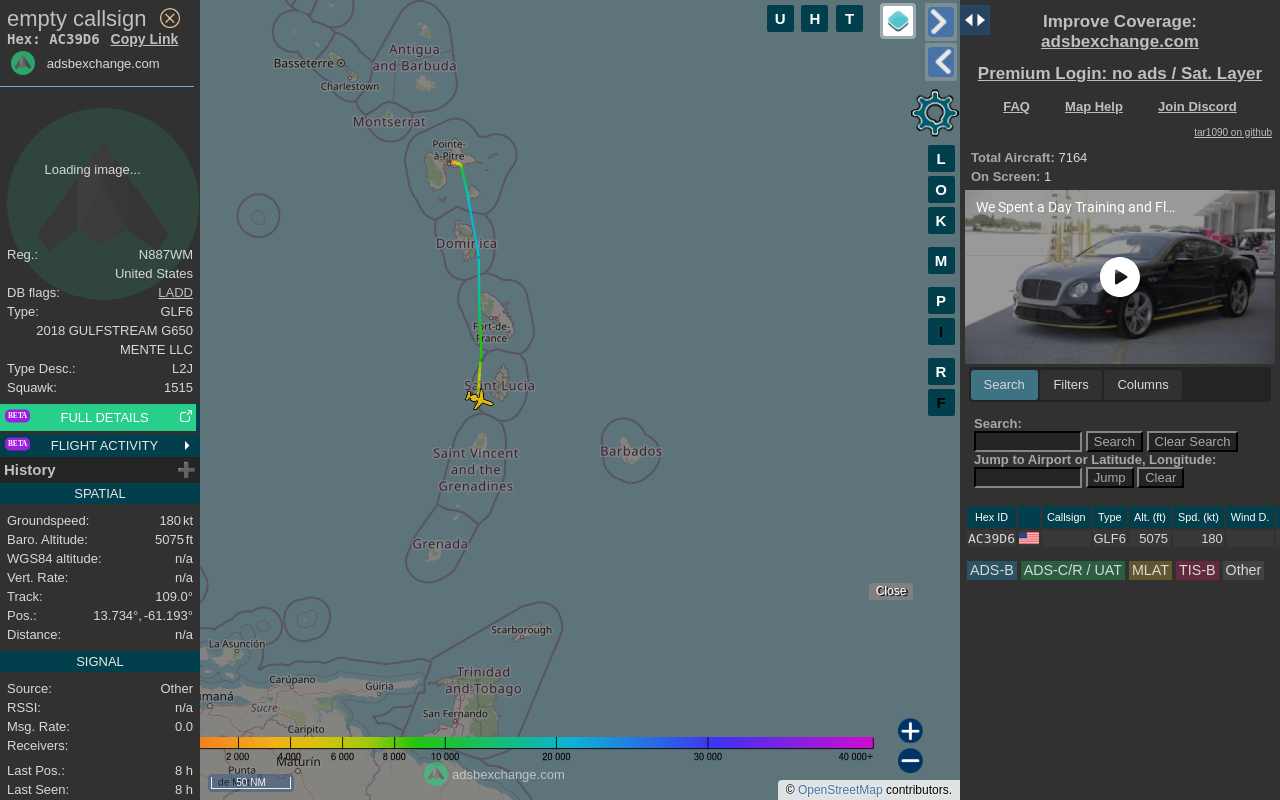 empty callsign
Hex: AC39D6 Copy Link
adsbexchange.com
Loading image...
Reg.: N887WM
United States
DB flags: LADD
Type: GLF6
2018 GULFSTREAM G650
MENTE LLC
Type Desc.: L2J
Squawk: 1515
BETA FULL DETAILS
BETA FLIGHT ACTIVITY
History
SPATIAL
Groundspeed: 180 kt
Baro. Altitude: 5075 ft
WGS84 altitude: n/a
Vert. Rate: n/a
Track: 109.0°
Pos.: 13.734°, -61.193°
Distance: n/a
SIGNAL
Source: Other
RSSI: n/a
Msg. Rate: 0.0
Receivers:
Last Pos.: 8 h
Last Seen: 8 h
U H T
Antigua
and Barbuda
Basseterre
Charlestown
Montserrat
Pointe-
à-Pitre
Dominica
Fort-de-
France
Saint Lucia
Saint Vincent
and the
Grenadines
Barbados
Grenada
Scarborough
La Asunción
Carúpano
Güiria
Sucre
Trinidad
and Tobago
San Fernando
Caripito
Maturín
Punta
L
O
K
M
P
I
R
F
Close
2 000 4 000 6 000 8 000 10 000 20 000 30 000 40 000+
50 NM
adsbexchange.com
© OpenStreetMap contributors.
Improve Coverage:
adsbexchange.com
Premium Login: no ads / Sat. Layer
FAQ Map Help Join Discord
tar1090 on github
Total Aircraft: 7164
On Screen: 1
We Spent a Day Training and Fl...
Search Filters Columns
Search:
Search Clear Search
Jump to Airport or Latitude, Longitude:
Jump Clear
Hex ID Callsign Type Alt. (ft) Spd. (kt) Wind D.
AC39D6 GLF6 5075 180
ADS-B ADS-C/R / UAT MLAT TIS-B Other